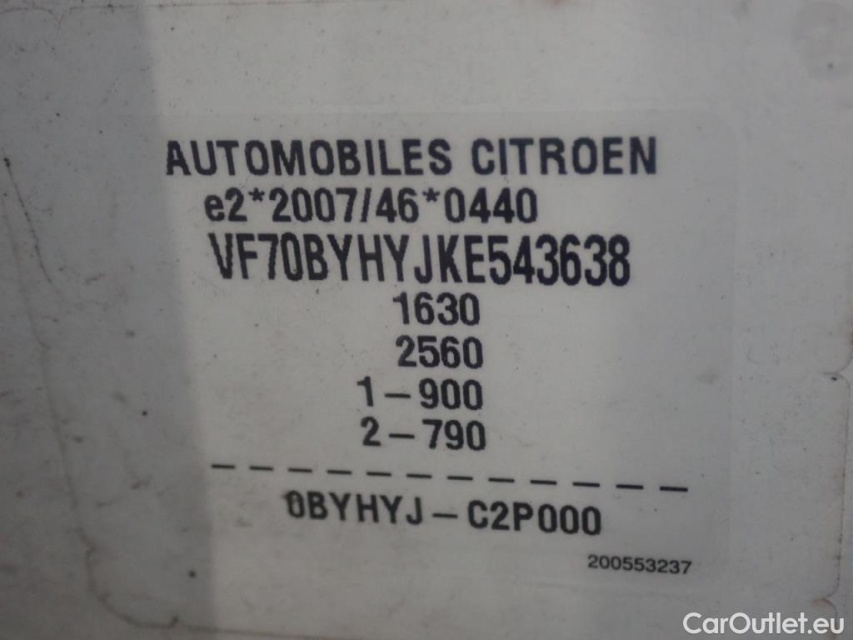 AUTOMOBILES CITROEN
e2*2007/46*0440
VF70BYHYJKE543638
1630
2560
1-900
2-790
0BYHYJ-C2P000
200553237
CarOutlet.eu